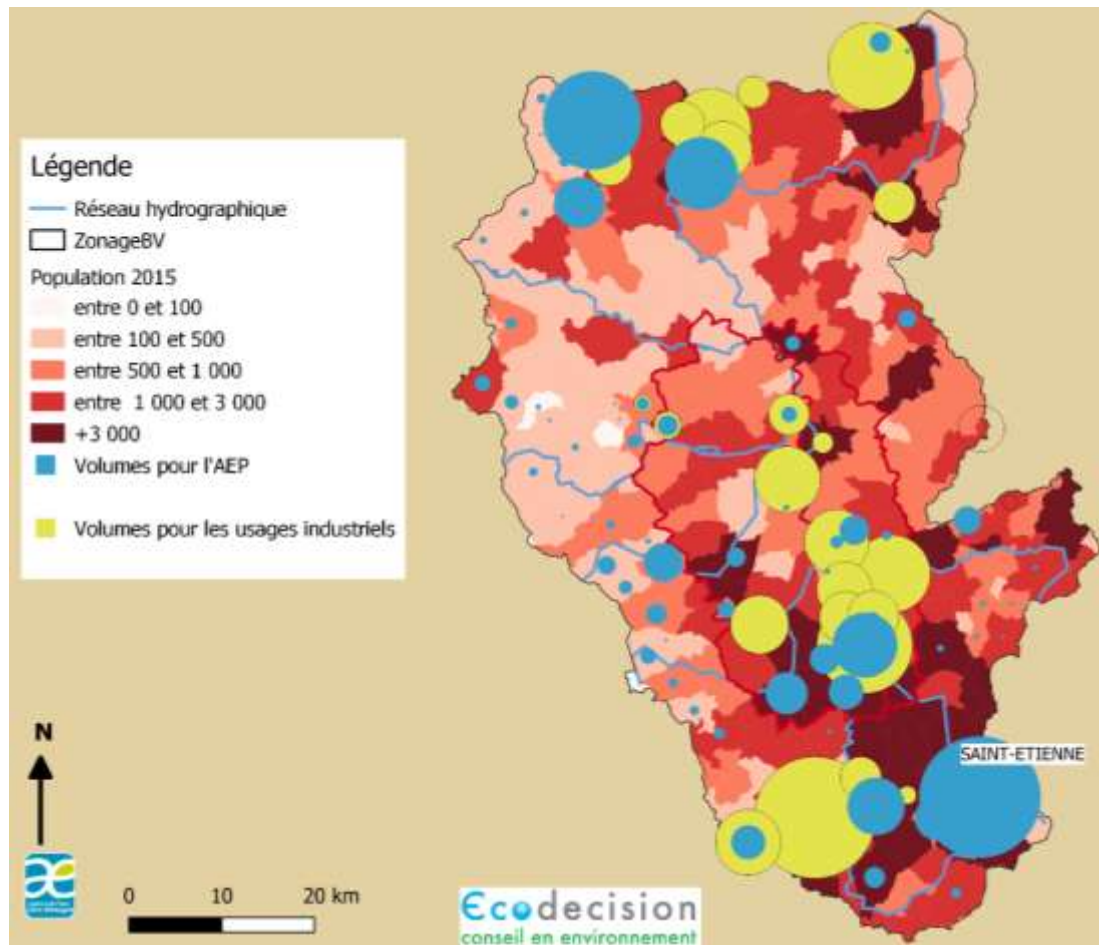 Légende
Réseau hydrographique
ZonageBV
Population 2015
entre 0 et 100
entre 100 et 500
entre 500 et 1 000
entre 1 000 et 3 000
+3 000
Volumes pour l'AEP
Volumes pour les usages industriels
SAINT-ETIENNE
N
0 10 20 km
Ecodecision
conseil en environnement